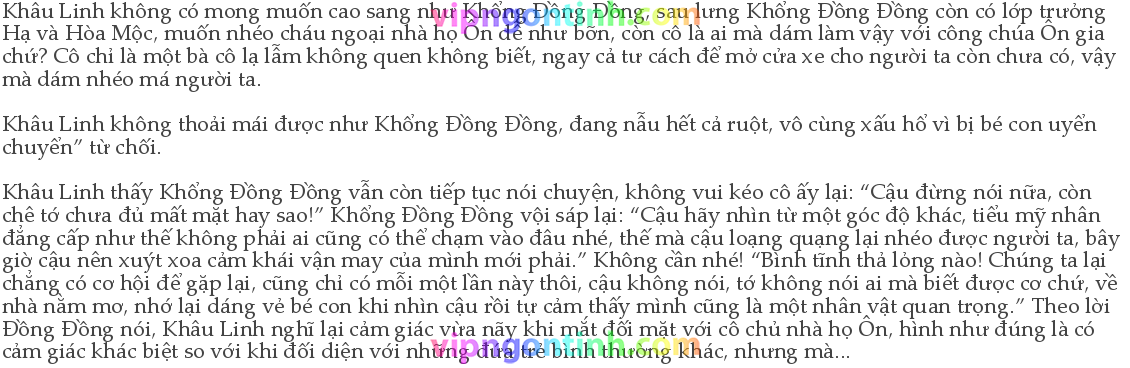 Khâu Linh không có mong muốn cao sang như Khổng Đồng Đồng, sau lưng Khổng Đồng Đồng còn có lớp trưởng
vipngontinh.com
Hạ và Hòa Mộc, muốn nhéo cháu ngoại nhà họ Ôn dễ như bỡn, còn cô là ai mà dám làm vậy với công chúa Ôn gia
chứ? Cô chỉ là một bà cô lạ lẫm không quen không biết, ngay cả tư cách để mở cửa xe cho người ta còn chưa có, vậy
mà dám nhéo má người ta.
Khâu Linh không thoải mái được như Khổng Đồng Đồng, đang nẫu hết cả ruột, vô cùng xấu hổ vì bị bé con uyển
chuyển” từ chối.
Khâu Linh thấy Khổng Đồng Đồng vẫn còn tiếp tục nói chuyện, không vui kéo cô ấy lại: “Cậu đừng nói nữa, còn
chê tớ chưa đủ mất mặt hay sao!” Khổng Đồng Đồng vội sáp lại: “Cậu hãy nhìn từ một góc độ khác, tiểu mỹ nhân
đẳng cấp như thế không phải ai cũng có thể chạm vào đâu nhé, thế mà cậu loạng quạng lại nhéo được người ta, bây
giờ cậu nên xuýt xoa cảm khái vận may của mình mới phải.” Không cần nhé! “Bình tĩnh thả lỏng nào! Chúng ta lại
vipngontinh.com
chẳng có cơ hội để gặp lại, cũng chỉ có mỗi một lần này thôi, cậu không nói, tớ không nói ai mà biết được cơ chứ, về
nhà nằm mơ, nhớ lại dáng vẻ bé con khi nhìn cậu rồi tự cảm thấy mình cũng là một nhân vật quan trọng.” Theo lời
Đồng Đồng nói, Khâu Linh nghĩ lại cảm giác vừa nãy khi mắt đối mặt với cô chủ nhà họ Ôn, hình như đúng là có
cảm giác khác biệt so với khi đối diện với những đứa trẻ bình thường khác, nhưng mà...
vipngontinh.com